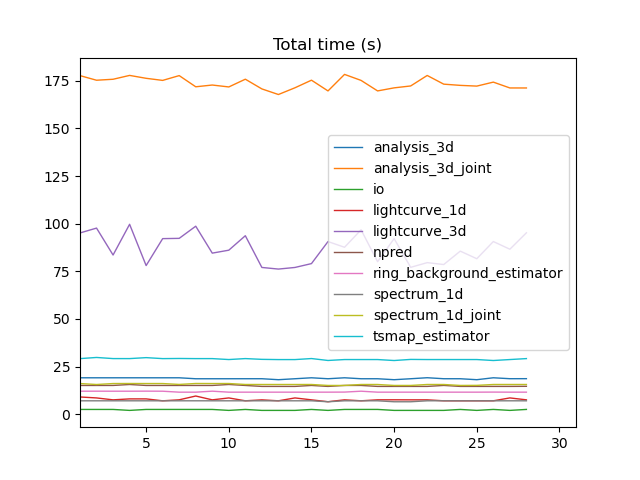 Total time (s)
175
150
125
100
75
50
25
0
analysis_3d
analysis_3d_joint
io
lightcurve_1d
lightcurve_3d
npred
ring_background_estimator
spectrum_1d
spectrum_1d_joint
tsmap_estimator
5 10 15 20 25 30